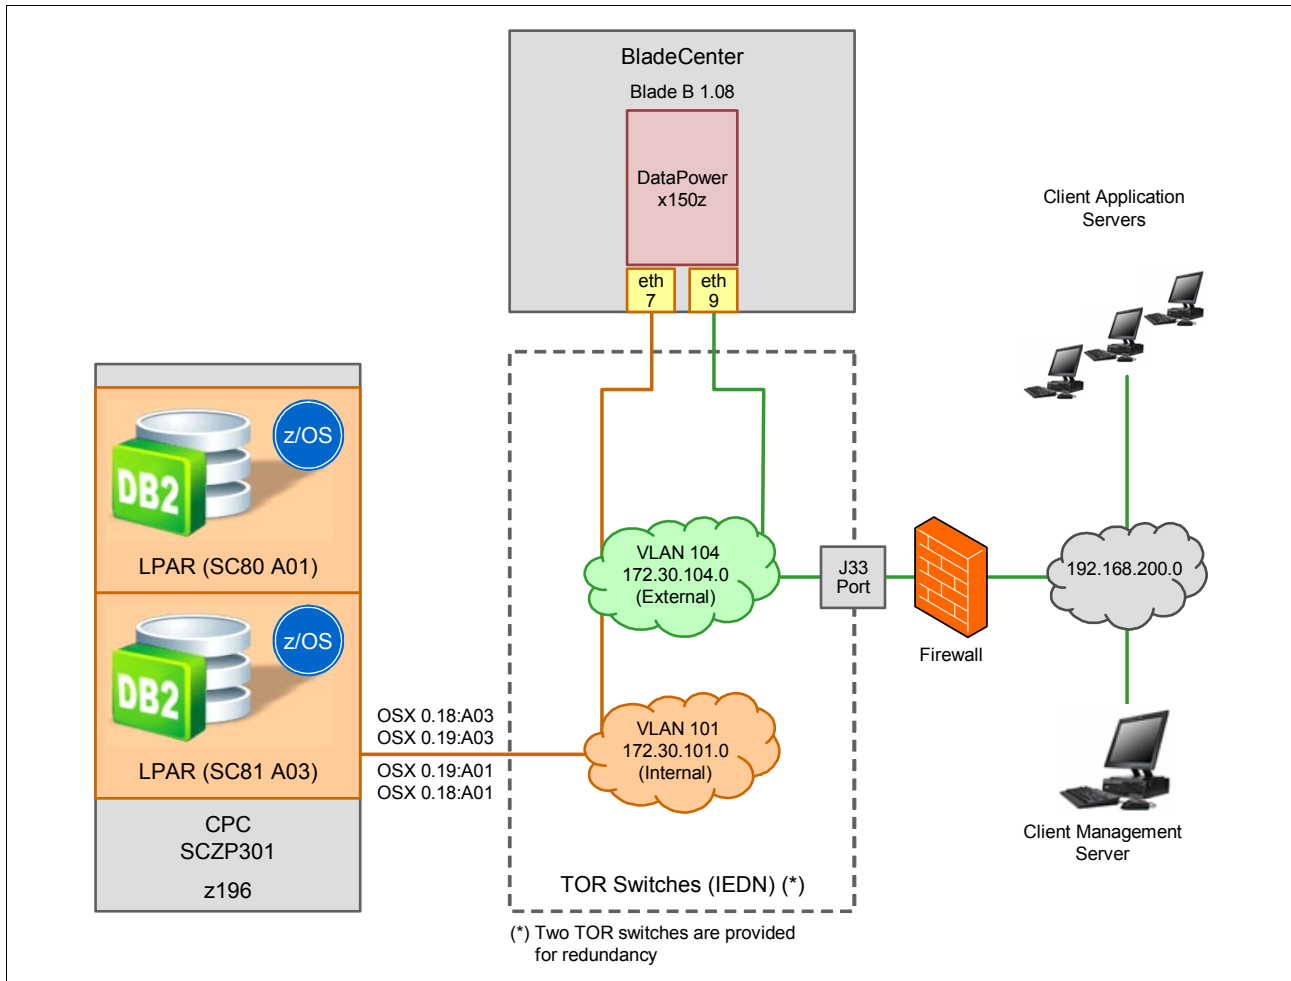 BladeCenter
Blade B 1.08
DataPower
x150z
eth
7
eth
9
Client Application
Servers
z/OS
DB2
LPAR (SC80 A01)
z/OS
DB2
LPAR (SC81 A03)
CPC
SCZP301
z196
OSX 0.18:A03
OSX 0.19:A03
OSX 0.19:A01
OSX 0.18:A01
VLAN 104
172.30.104.0
(External)
VLAN 101
172.30.101.0
(Internal)
J33
Port
Firewall
192.168.200.0
Client Management
Server
TOR Switches (IEDN) (*)
(*) Two TOR switches are provided
for redundancy